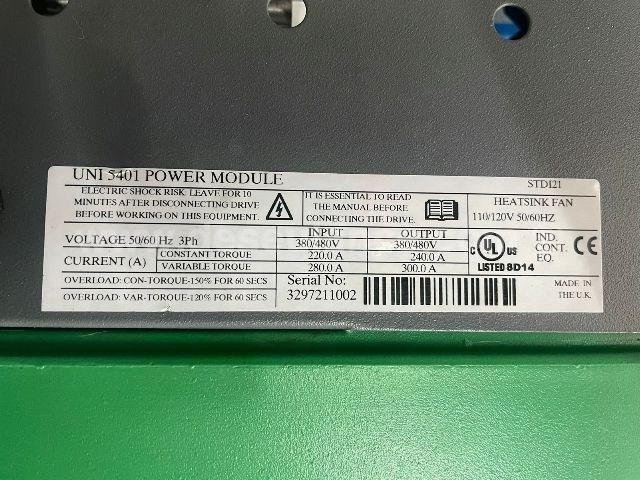 UNI 5401 POWER MODULE
STDI21
ELECTRIC SHOCK RISK. LEAVE FOR 10
MINUTES AFTER DISCONNECTING DRIVE
BEFORE WORKING ON THIS EQUIPMENT.
IT IS ESSENTIAL TO READ
THE MANUAL BEFORE
CONNECTING THE DRIVE.
HEATSINK FAN
110/120V 50/60HZ
VOLTAGE 50/60 Hz 3Ph
INPUT
OUTPUT
380/480V
380/480V
CURRENT (A)
CONSTANT TORQUE
220.0 A
240.0 A
VARIABLE TORQUE
280.0 A
300.0 A
C UL US
LISTED 8D14
IND.
CONT.
EQ.
CE
OVERLOAD: CON-TORQUE-150% FOR 60 SECS
OVERLOAD: VAR-TORQUE-120% FOR 60 SECS
Serial No:
3297211002
MADE IN
THE U.K.